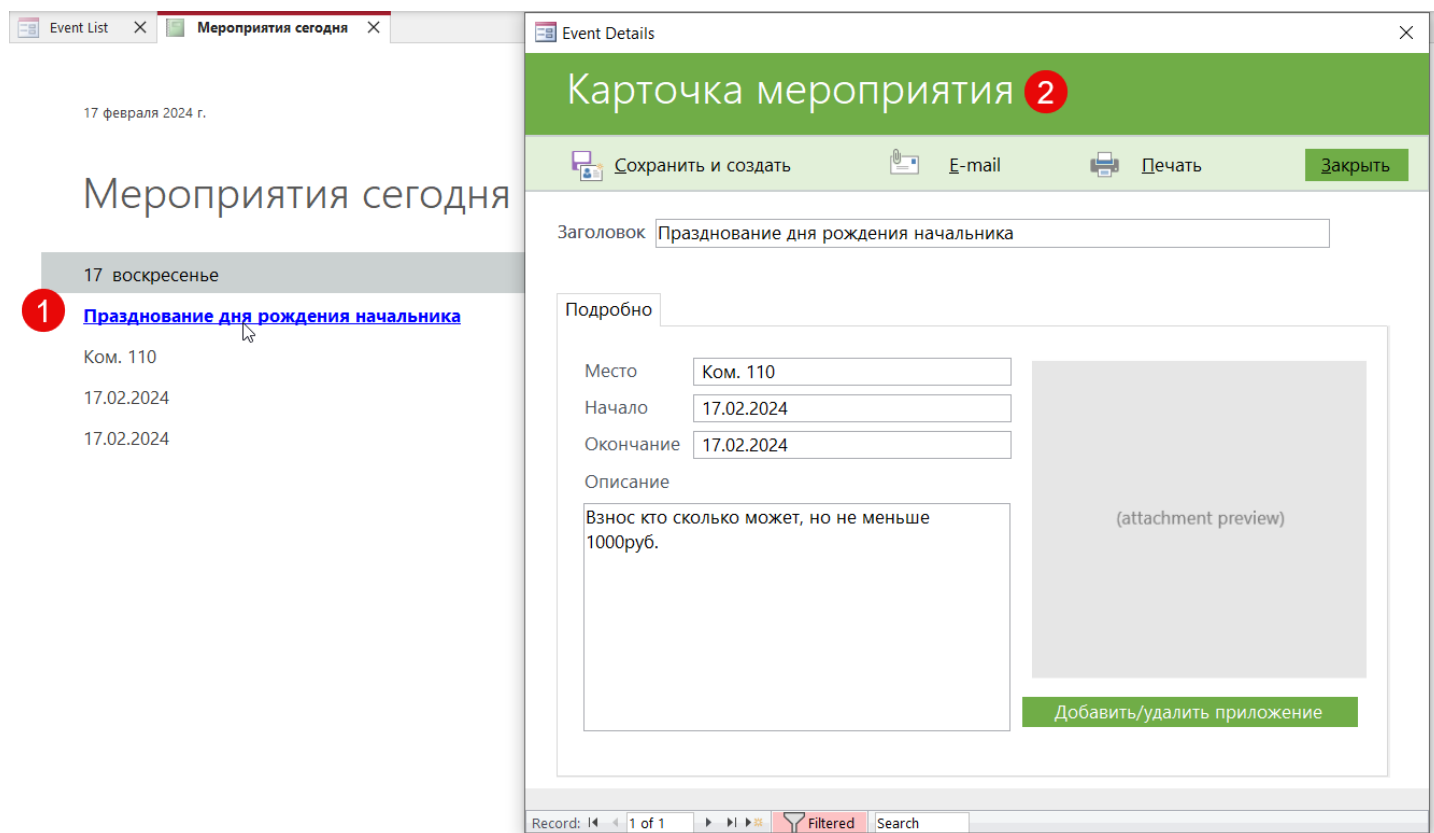 Event List
Мероприятия сегодня
17 февраля 2024 г.
Мероприятия сегодня
17 воскресенье
1
Празднование дня рождения начальника
Ком. 110
17.02.2024
17.02.2024
Event Details
Карточка мероприятия 2
Сохранить и создать E-mail Печать Закрыть
Заголовок Празднование дня рождения начальника
Подробно
Место Ком. 110
Начало 17.02.2024
Окончание 17.02.2024
Описание
Взнос кто сколько может, но не меньше
1000руб.
(attachment preview)
Добавить/удалить приложение
Record: 1 of 1 Filtered Search